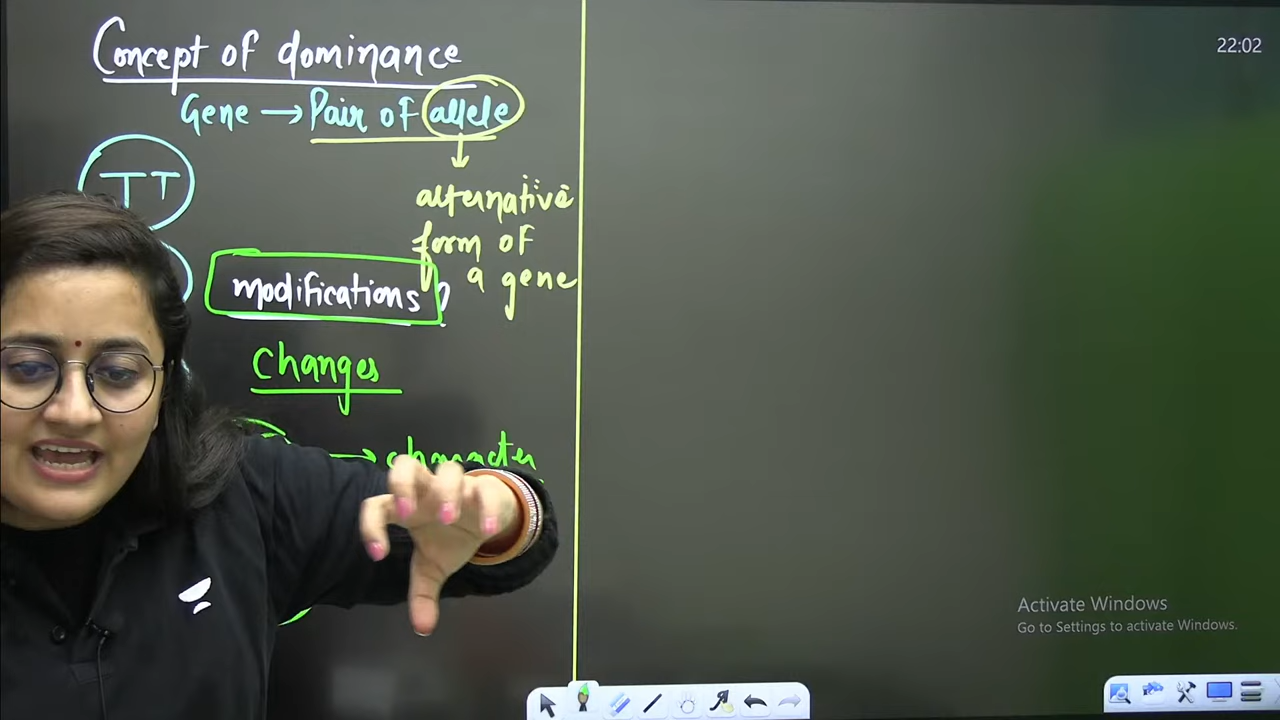 Concept of dominance
22:02
Gene → Pair of allele
TT
alternative
form of
a gene
modifications
changes
→ character
Activate Windows
Go to Settings to activate Windows.